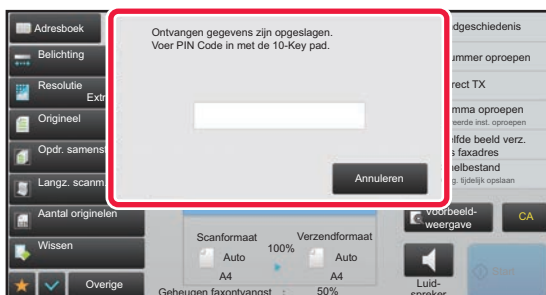 Adresboek
Belichting
Resolutie
Extr
Origineel
Opdr. samenst
Langz. scanm
Aantal originelen
Wissen
Overige
Ontvangen gegevens zijn opgeslagen.
Voer PIN Code in met de 10-Key pad.
Annuleren
Scanformaat
100%
Verzendformaat
Auto
A4
Auto
A4
Geheugen faxontvangst : 50%
dgeschiedenis
ummer oproepen
rect TX
mma oproepen
eerde inst. oproepen
elfde beeld verz.
s faxadres
elbestand
g. tijdelijk opslaan
Voorbeeld-
weergave
CA
Luid-
spreker
Start